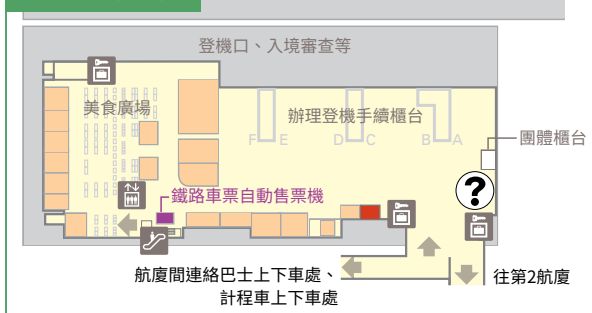 登機口、入境審查等
美食廣場
辦理登機手續櫃台
F E D C B A
團體櫃台
?
鐵路車票自動售票機
航廈間連絡巴士上下車處、
計程車上下車處
往第2航廈